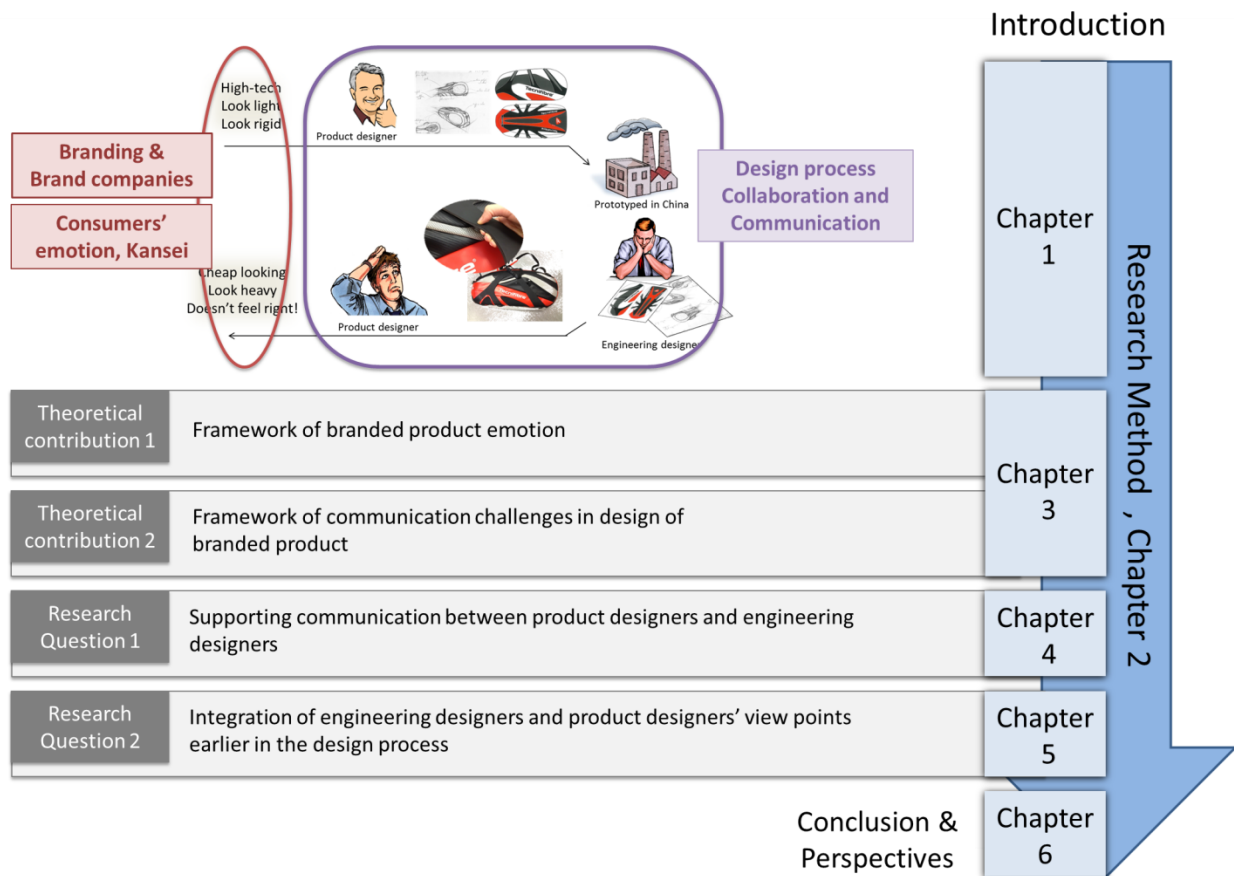 Introduction
High-tech
Look light
Look rigid
Product designer
Branding &
Brand companies
Consumers’
emotion, Kansei
Prototyped in China
Design process
Collaboration and
Communication
Cheap looking
Look heavy
Doesn’t feel right!
Product designer
Engineering designer
Chapter
1
Research Method , Chapter 2
Theoretical
contribution 1
Framework of branded product emotion
Chapter
3
Theoretical
contribution 2
Framework of communication challenges in design of
branded product
Research
Question 1
Supporting communication between product designers and engineering
designers
Chapter
4
Research
Question 2
Integration of engineering designers and product designers’ view points
earlier in the design process
Chapter
5
Conclusion &
Perspectives
Chapter
6